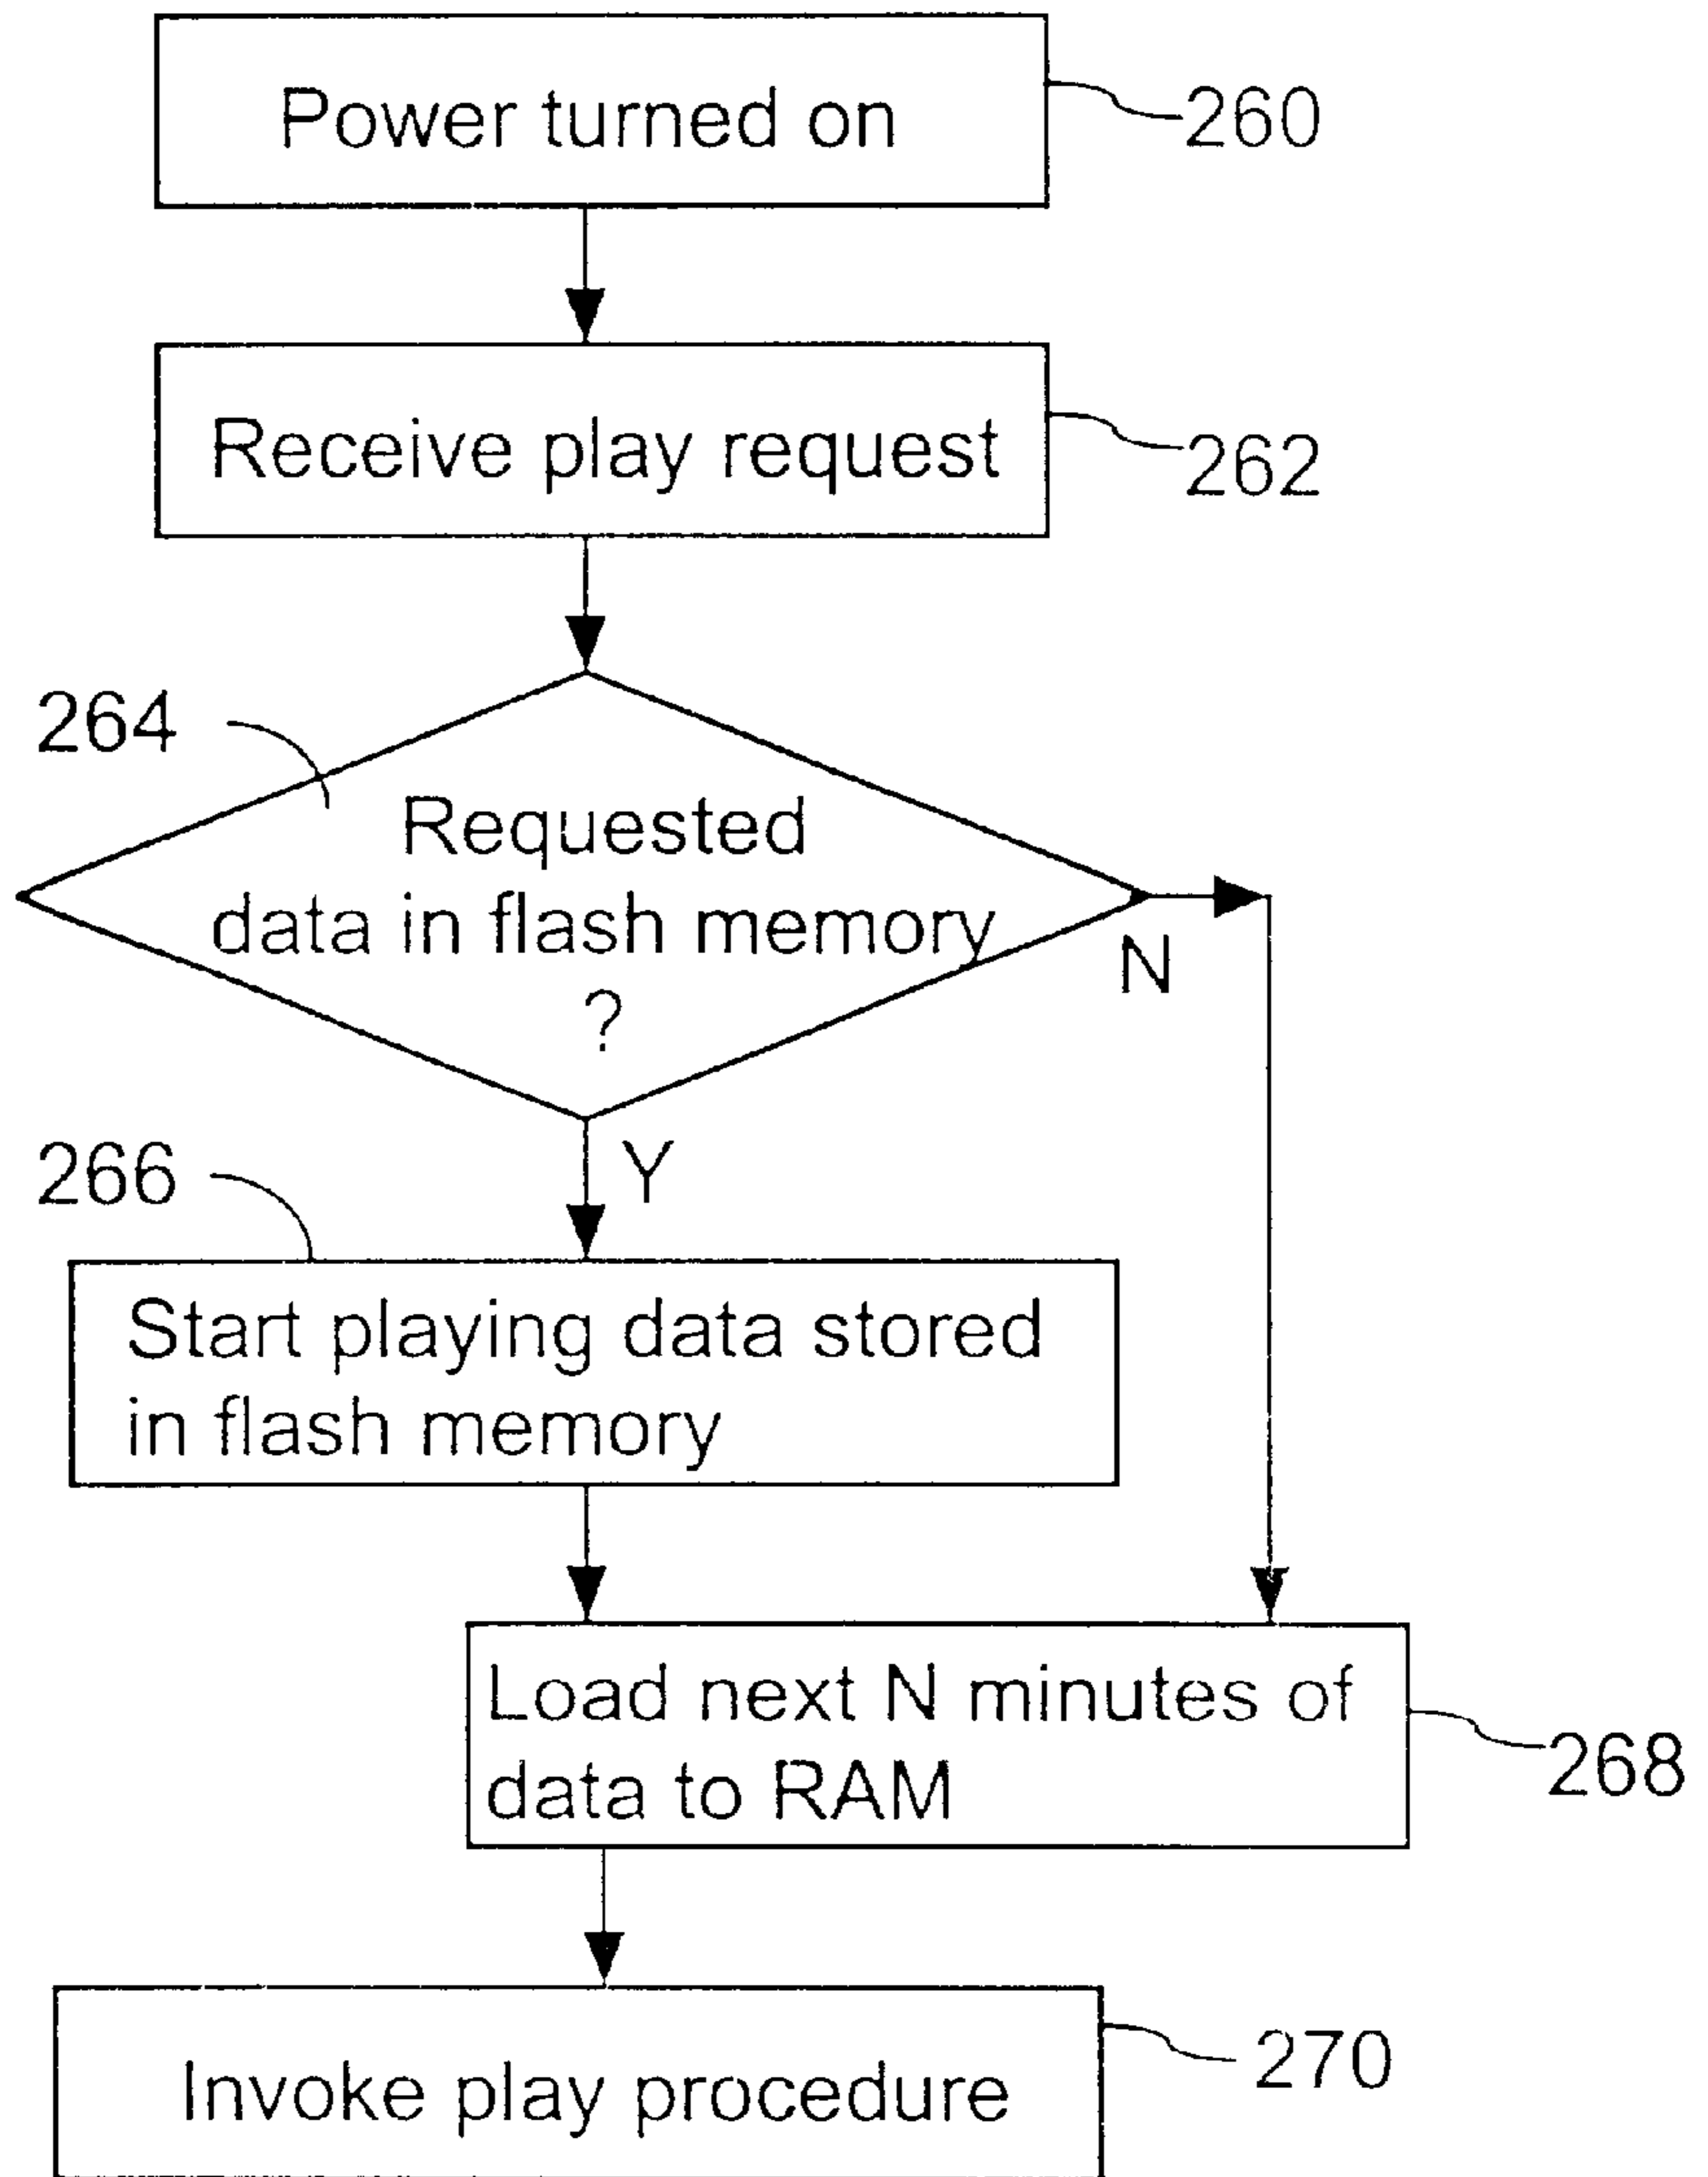 Power turned on
260
Receive play request
262
264
Requested
data in flash memory
?
N
Y
266
Start playing data stored
in flash memory
Load next N minutes of
data to RAM
268
Invoke play procedure
270